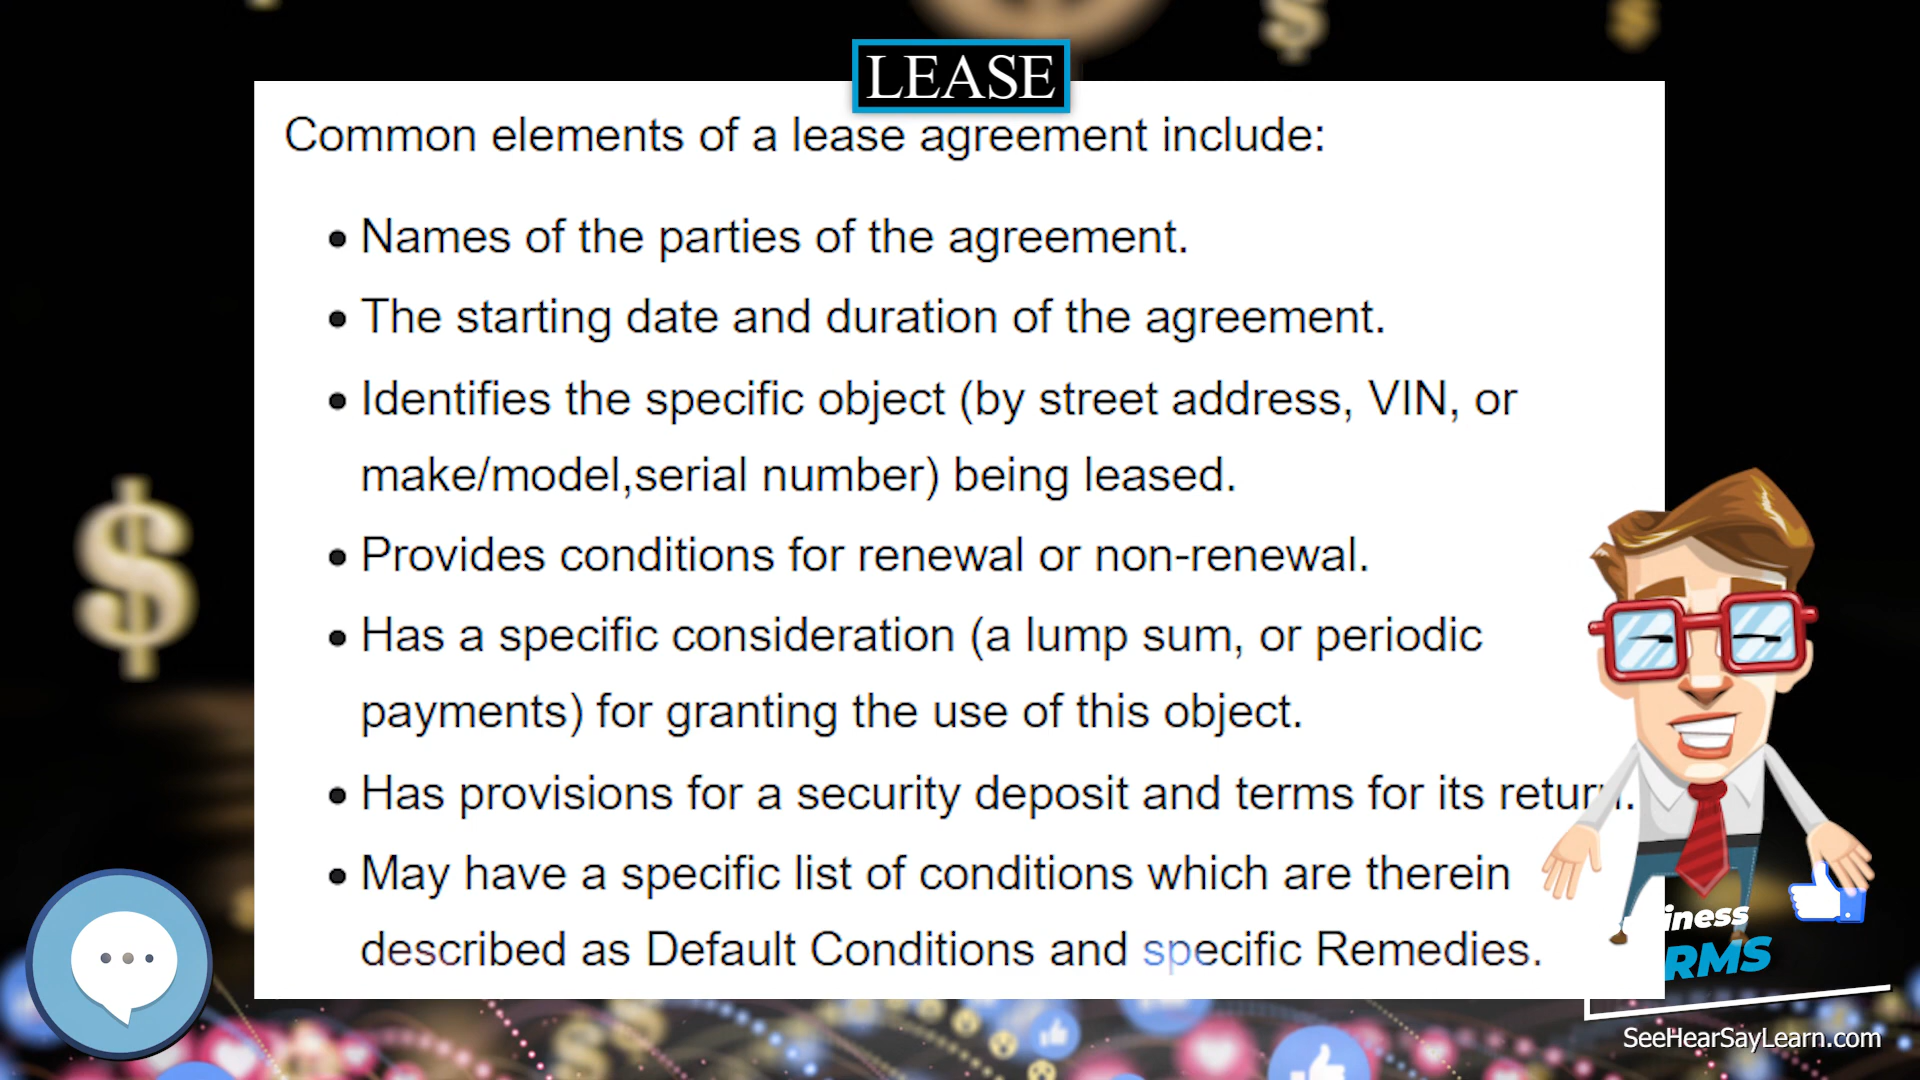 LEASE
Common elements of a lease agreement include:
• Names of the parties of the agreement.
• The starting date and duration of the agreement.
• Identifies the specific object (by street address, VIN, or
make/model,serial number) being leased.
• Provides conditions for renewal or non-renewal.
• Has a specific consideration (a lump sum, or periodic
payments) for granting the use of this object.
• Has provisions for a security deposit and terms for its return.
• May have a specific list of conditions which are therein
described as Default Conditions and specific Remedies.
SeeHearSayLearn.com